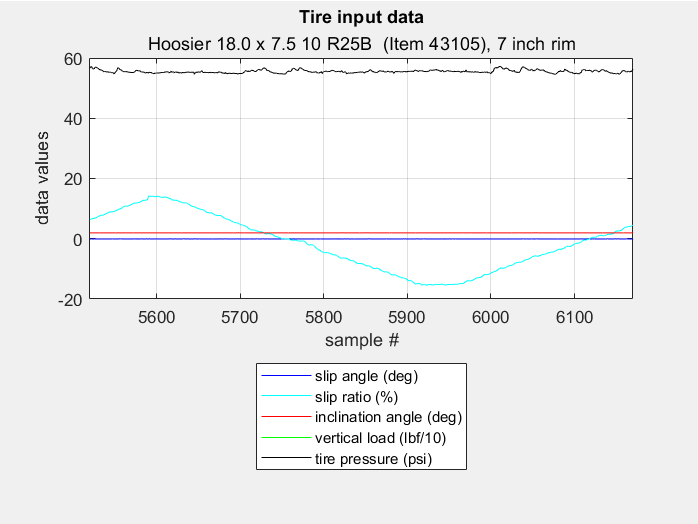 Tire input data
Hoosier 18.0 x 7.5 10 R25B (Item 43105), 7 inch rim
60
40
20
0
-20
data values
5600 5700 5800 5900 6000 6100
sample #
slip angle (deg)
slip ratio (%)
inclination angle (deg)
vertical load (lbf/10)
tire pressure (psi)